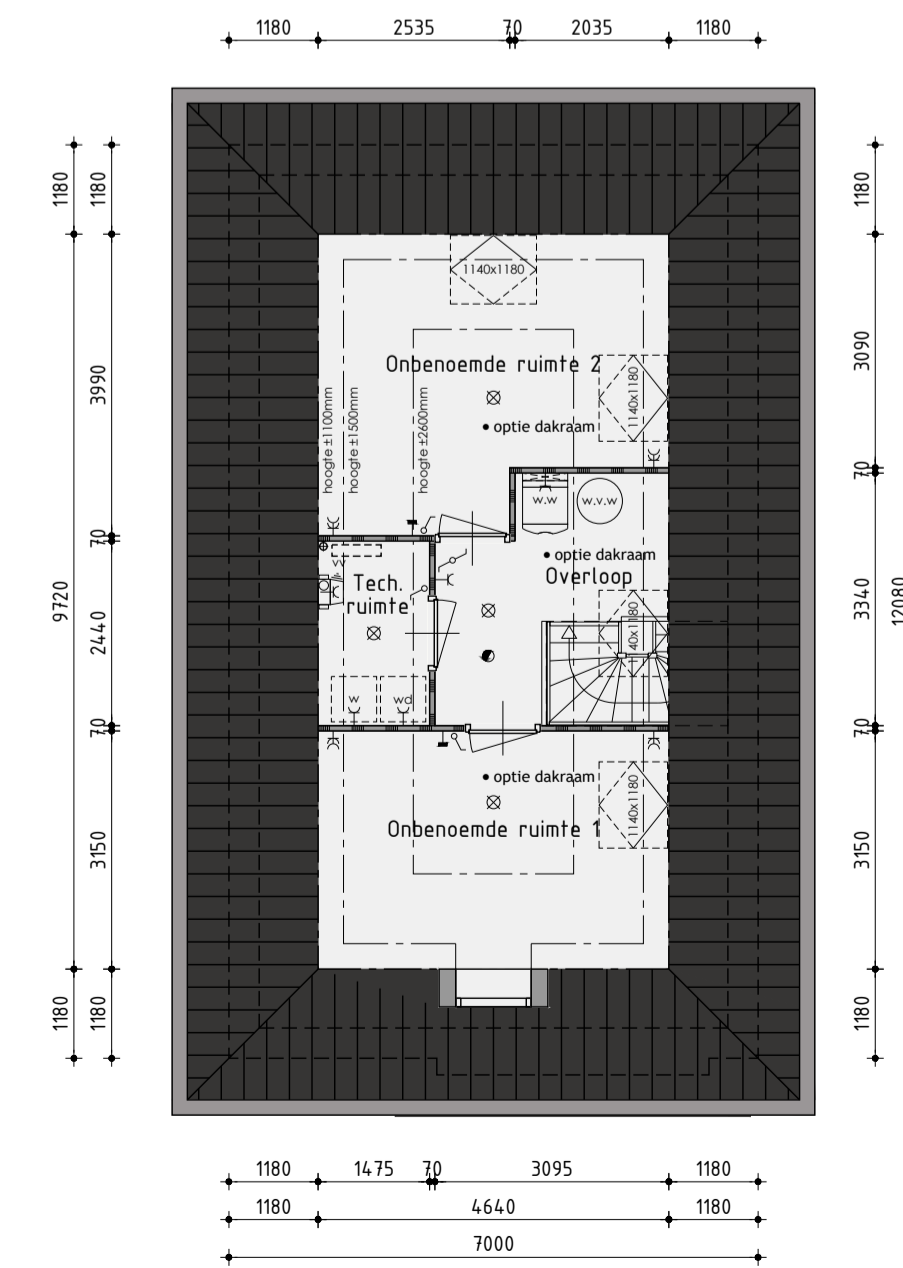 1180 2535 70 2035 1180
1180
1180
1180
1140x1180
3090
Onbenoemde ruimte 2
3990
1140x1180
hoogte ±1100mm
hoogte ±1500mm
hoogte ±2600mm
optie dakraam
70
w.w
w.v.w
70
optie dakraam
vv
Overloop
Tech.
ruimte
9720
2440
3340
12080
40x1180
w
wd
70
70
optie dakraam
1140x1180
Onbenoemde ruimte 1
3150
3150
1180
1180
1180
1180 1475 70 3095 1180
1180 4640 1180
7000